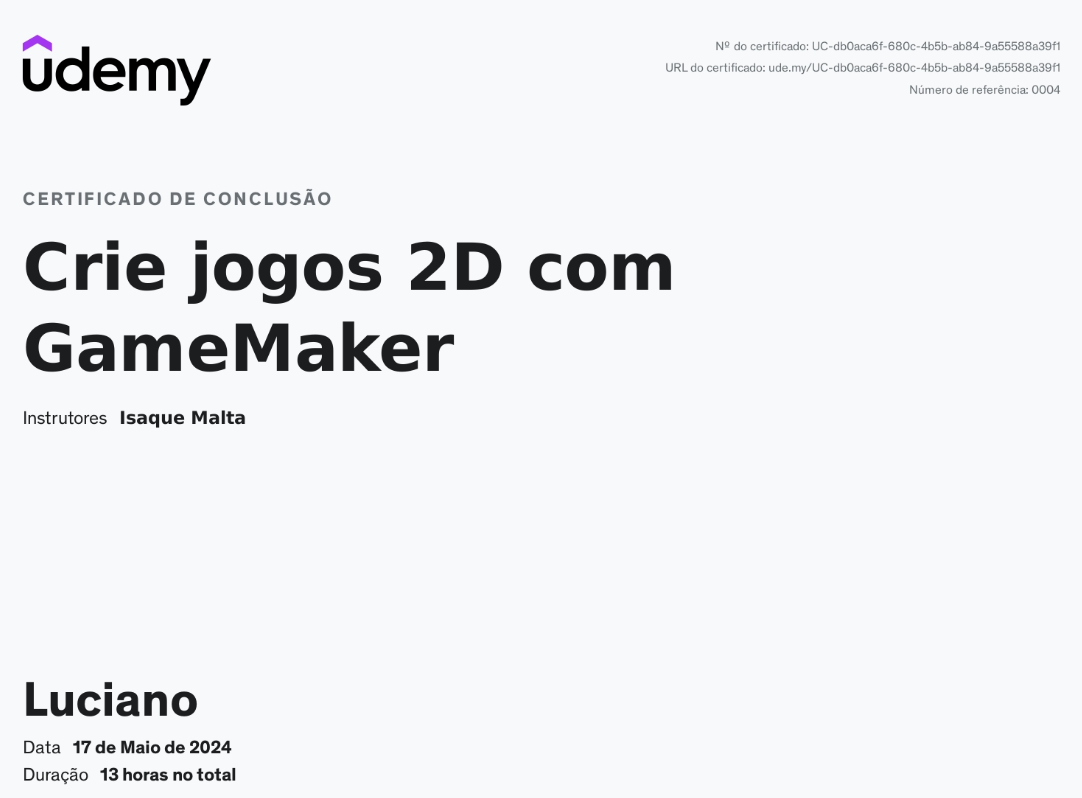 udemy
Nº do certificado: UC-db0aca6f-680c-4b5b-ab84-9a55588a39f1
URL do certificado: ude.my/UC-db0aca6f-680c-4b5b-ab84-9a55588a39f1
Número de referência: 0004
CERTIFICADO DE CONCLUSÃO
Crie jogos 2D com
GameMaker
Instrutores Isaque Malta
Luciano
Data 17 de Maio de 2024
Duração 13 horas no total